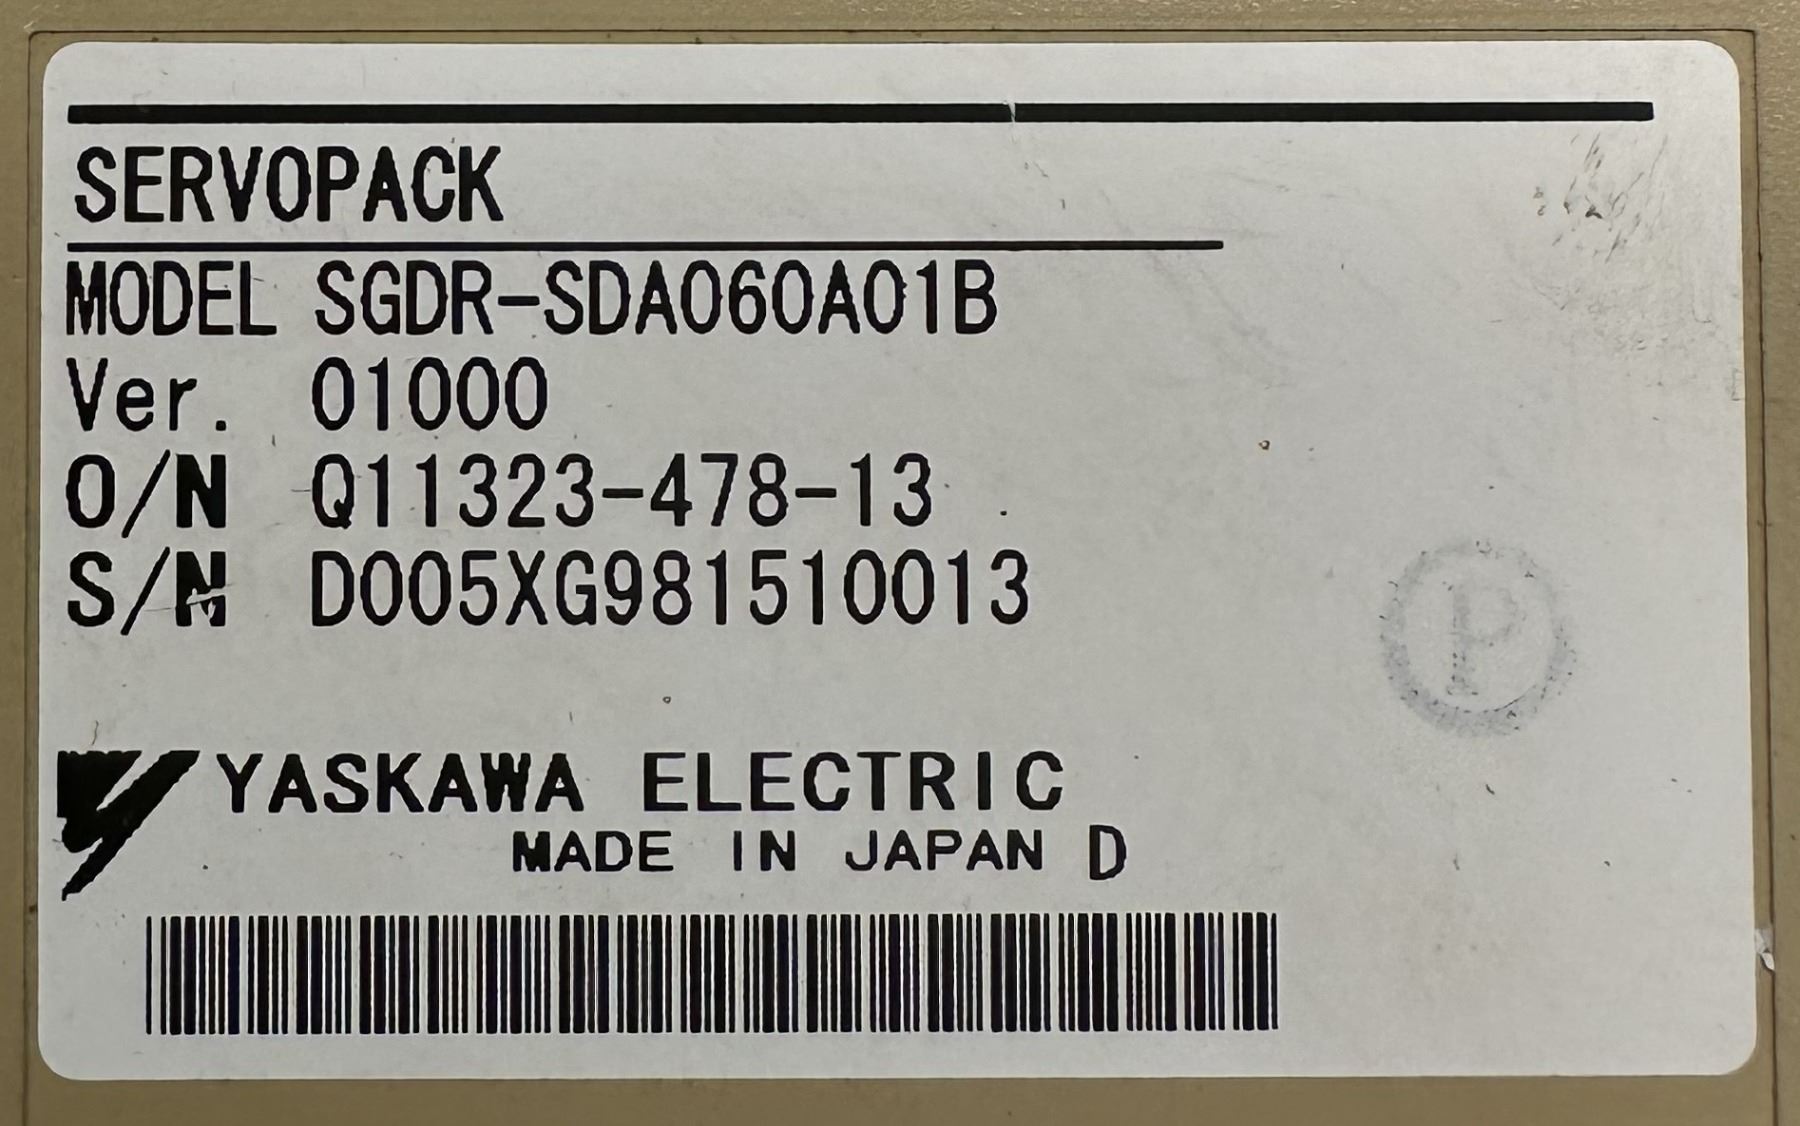 SERVOPACK
MODEL SGDR-SDA060A01B
Ver. 01000
O/N Q11323-478-13
S/N D005XG981510013
P
YASKAWA ELECTRIC
MADE IN JAPAN D